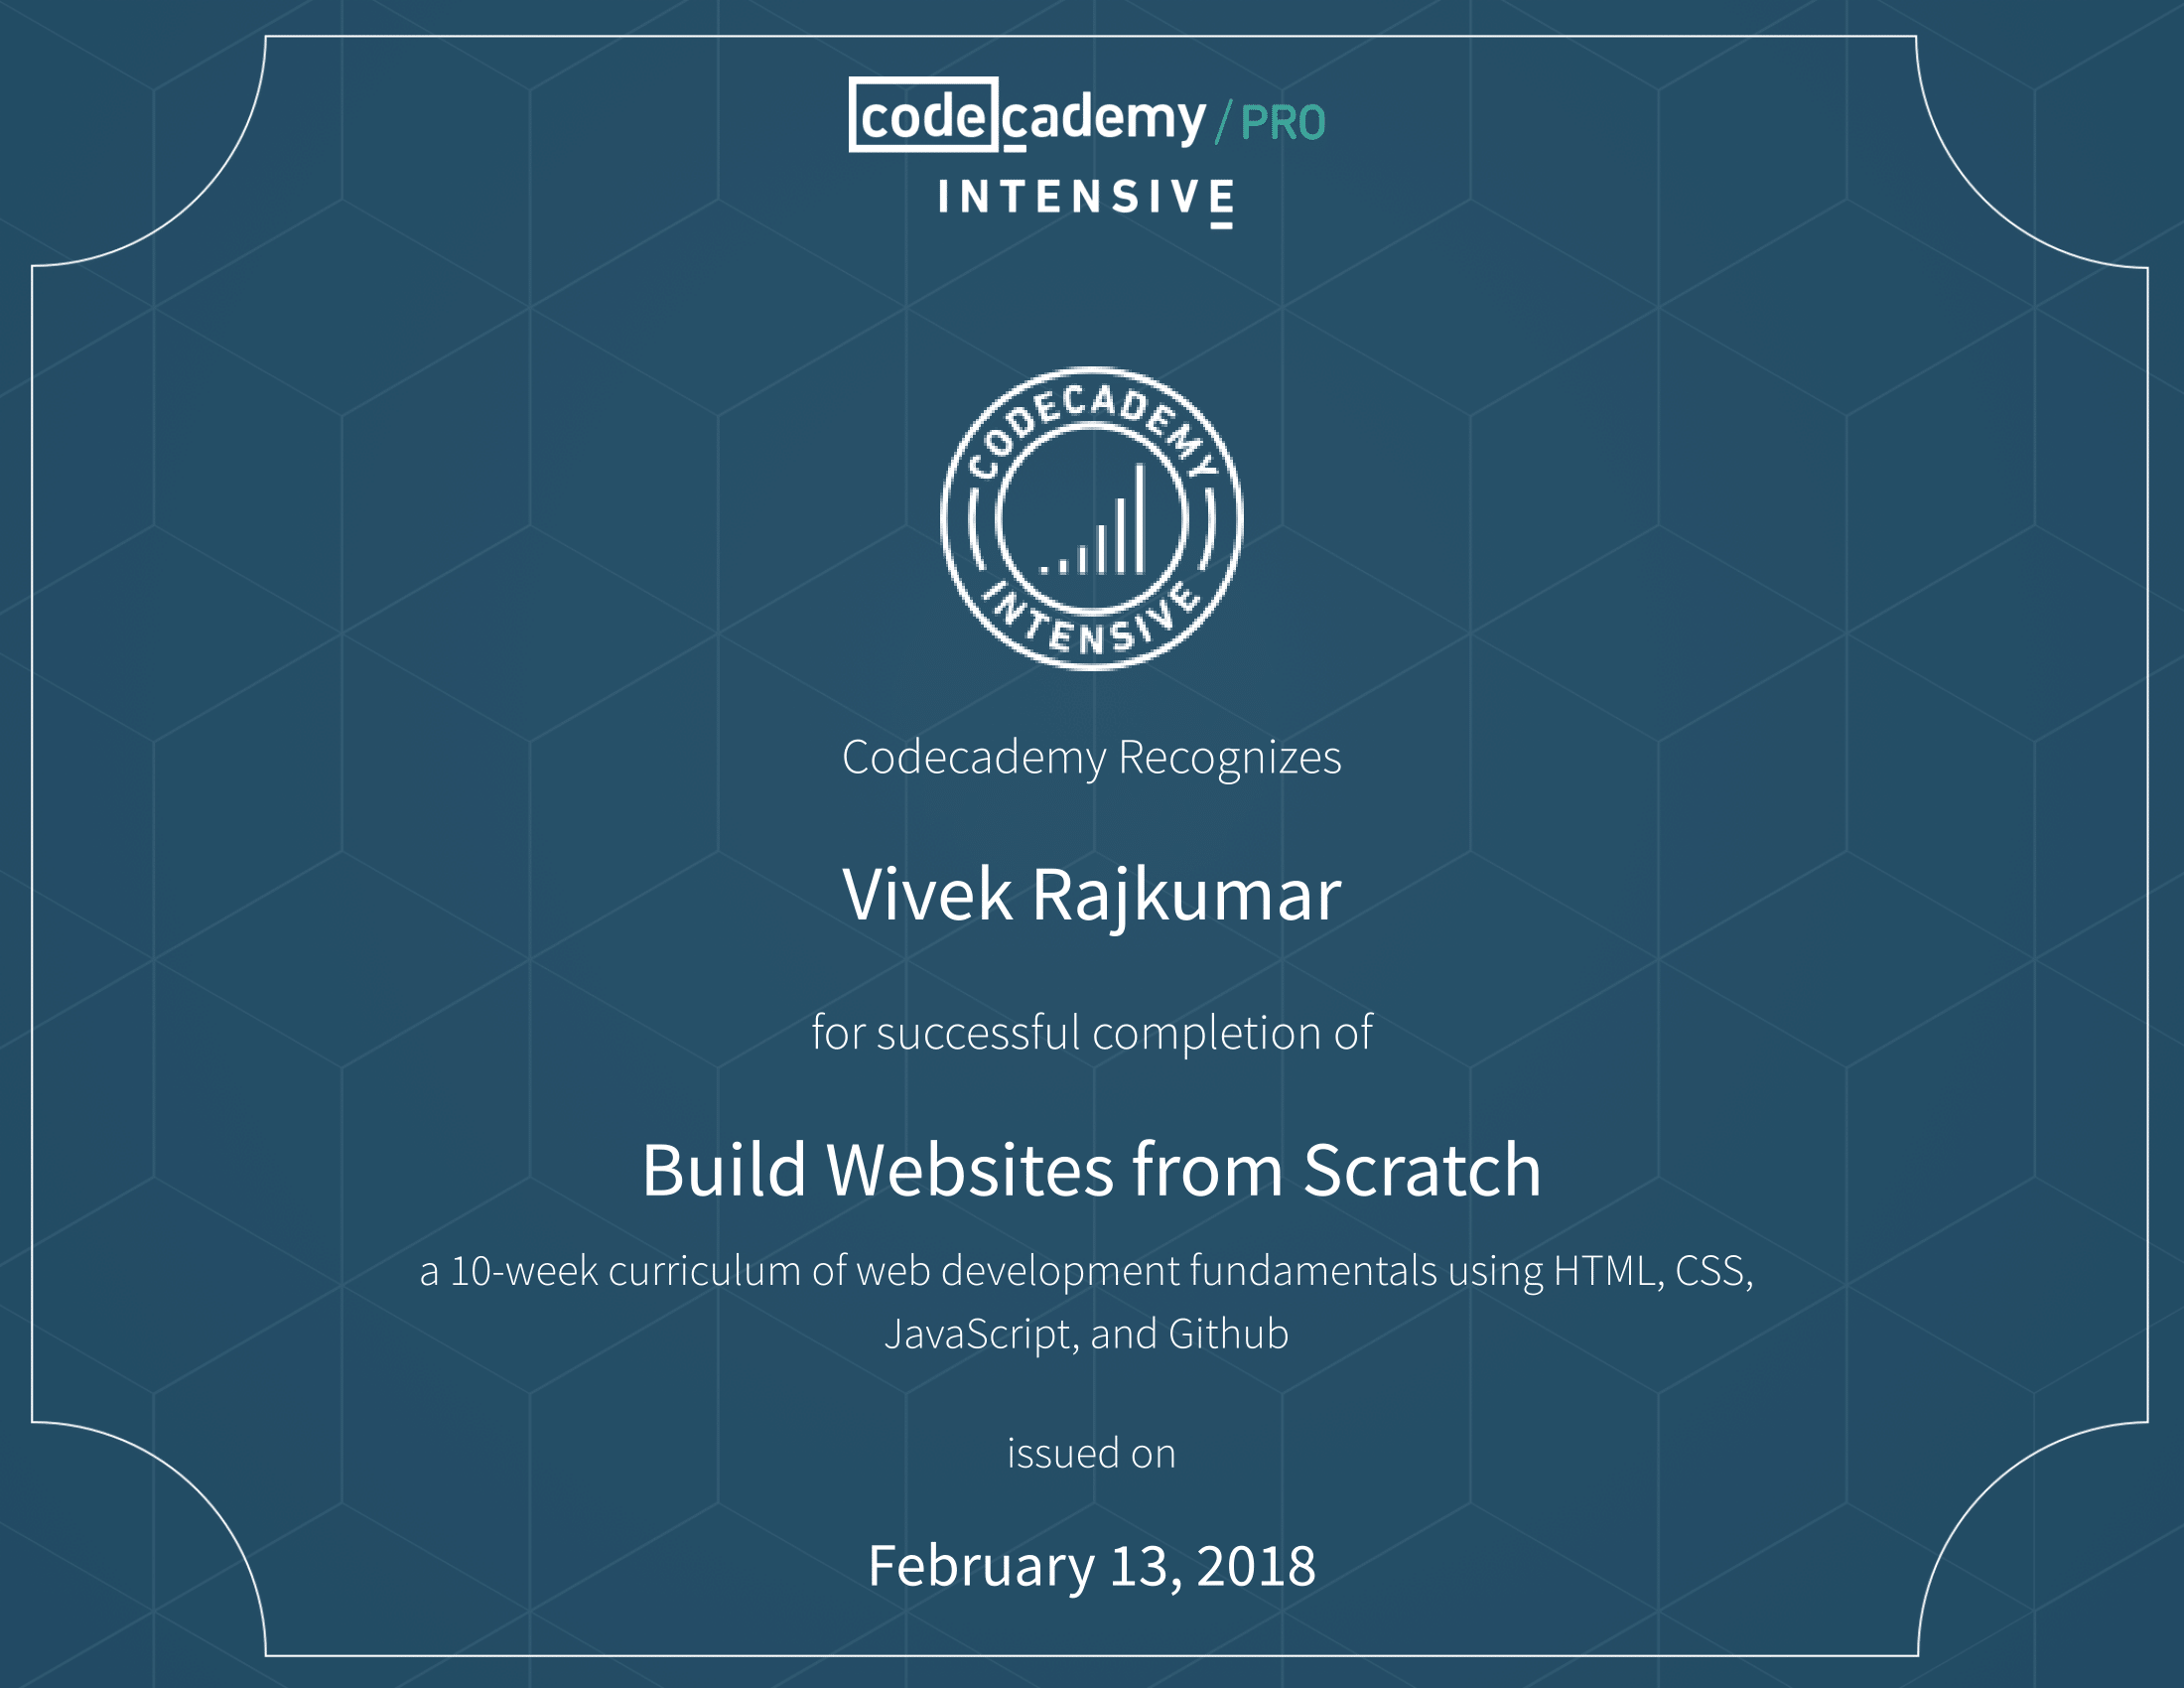 codecademy / PRO
INTENSIVE
CODECADEMY
INTENSIVE
Codecademy Recognizes
Vivek Rajkumar
for successful completion of
Build Websites from Scratch
a 10-week curriculum of web development fundamentals using HTML, CSS,
JavaScript, and Github
issued on
February 13, 2018